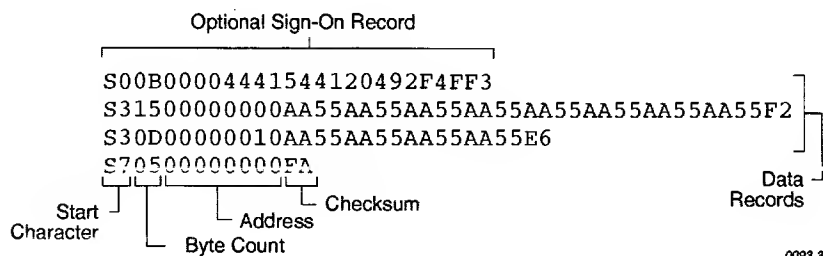 Optional Sign-On Record
S00B00004441544120492F4FF3
S31500000000AA55AA55AA55AA55AA55AA55AA55AA55F2
S30D00000010AA55AA55AA55AA55E6
S70500000000FA
Start Character
Byte Count
Address
Checksum
Data Records